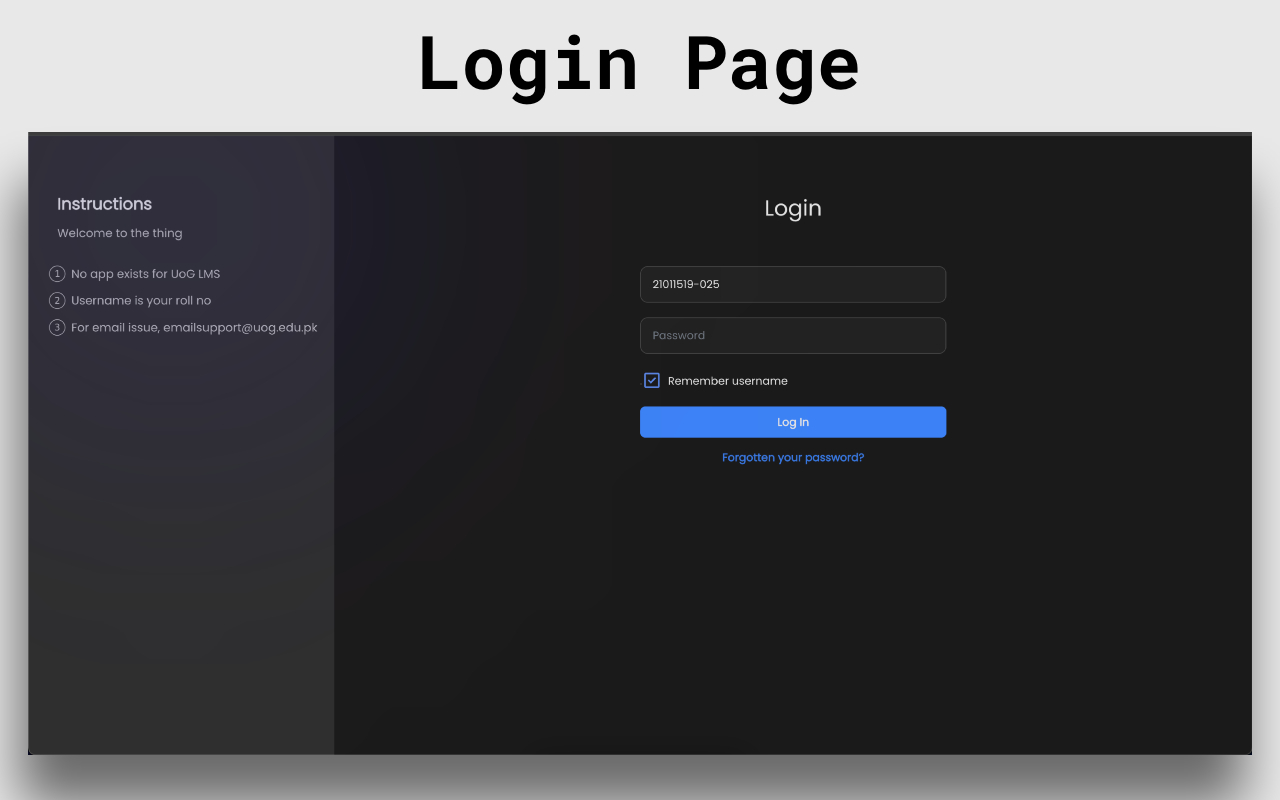 Login Page
Instructions
Welcome to the thing
1 No app exists for UoG LMS
2 Username is your roll no
3 For email issue, emailsupport@uog.edu.pk
Login
21011519-025
Password
Remember username
Log In
Forgotten your password?